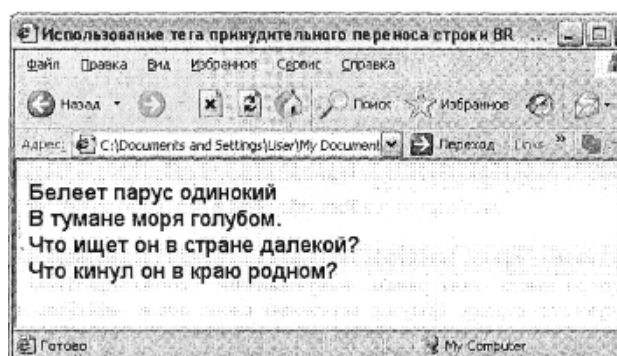 Использование тега принудительного переноса строки BR ...
Файл Правка Вид Избранное Сервис Справка
Назад Поиск Избранное
Адрес: C:\Documents and Settings\User\My Document Переход Links »
Белеет парус одинокий
В тумане моря голубом.
Что ищет он в стране далекой?
Что кинул он в краю родном?
Готово My Computer